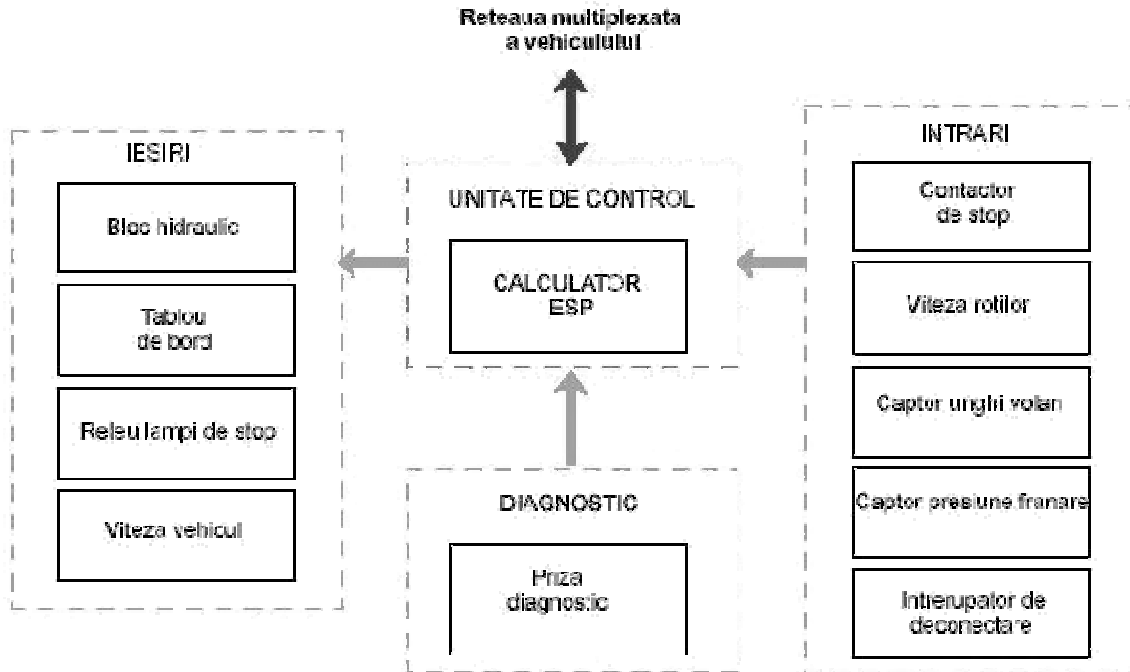 Reteaua multiplexata
a vehiculului
IESIRI
Bloc hidraulic
Tablou
de bord
Releu lampi de stop
Viteza vehicul
UNITATE DE CONTROL
CALCULATOR
ESP
DIAGNOSTIC
Priza
diagnostic
INTRARI
Contactor
de stop
Viteza rotilor
Captor unghi volan
Captor presiune franare
Intrerupator de
deconectare